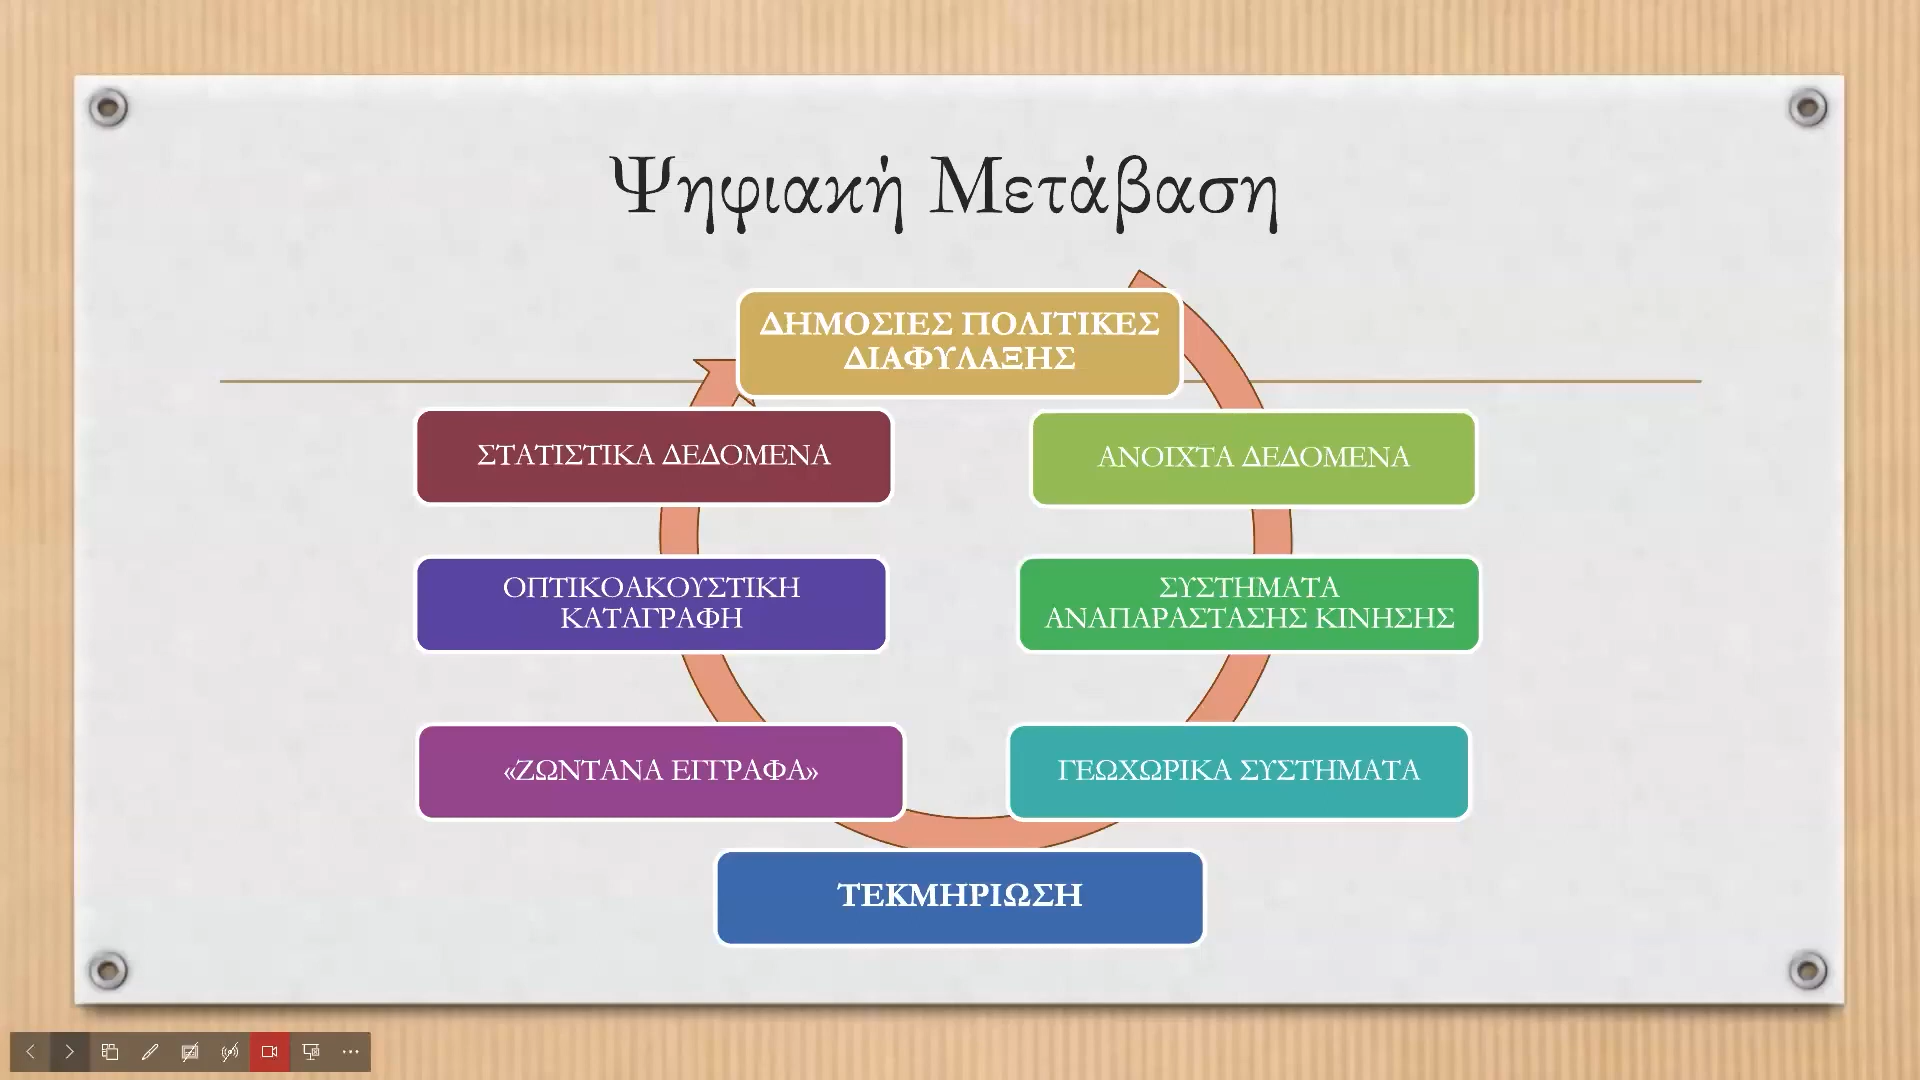 Ψηφιακή Μετάβαση
ΔΗΜΟΣΙΕΣ ΠΟΛΙΤΙΚΕΣ
ΔΙΑΦΥΛΑΞΗΣ
ΣΤΑΤΙΣΤΙΚΑ ΔΕΔΟΜΕΝΑ
ΑΝΟΙΧΤΑ ΔΕΔΟΜΕΝΑ
ΟΠΤΙΚΟΑΚΟΥΣΤΙΚΗ
ΚΑΤΑΓΡΑΦΗ
ΣΥΣΤΗΜΑΤΑ
ΑΝΑΠΑΡΑΣΤΑΣΗΣ ΚΙΝΗΣΗΣ
«ΖΩΝΤΑΝΑ ΕΓΓΡΑΦΑ»
ΓΕΩΧΩΡΙΚΑ ΣΥΣΤΗΜΑΤΑ
ΤΕΚΜΗΡΙΩΣΗ